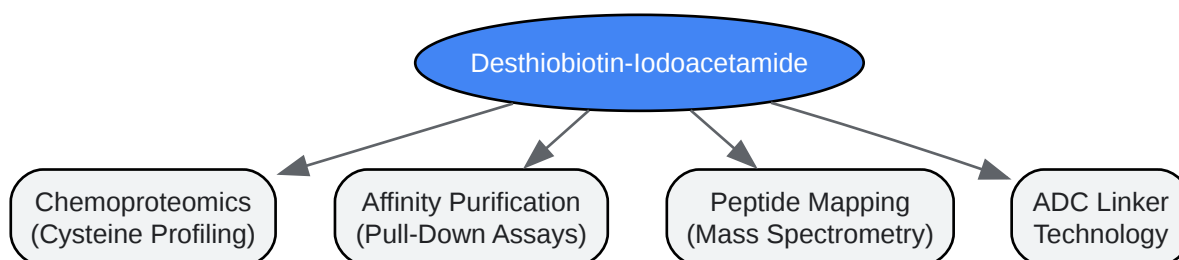 Desthiobiotin-Iodoacetamide
Chemoproteomics
(Cysteine Profiling)
Affinity Purification
(Pull-Down Assays)
Peptide Mapping
(Mass Spectrometry)
ADC Linker
Technology